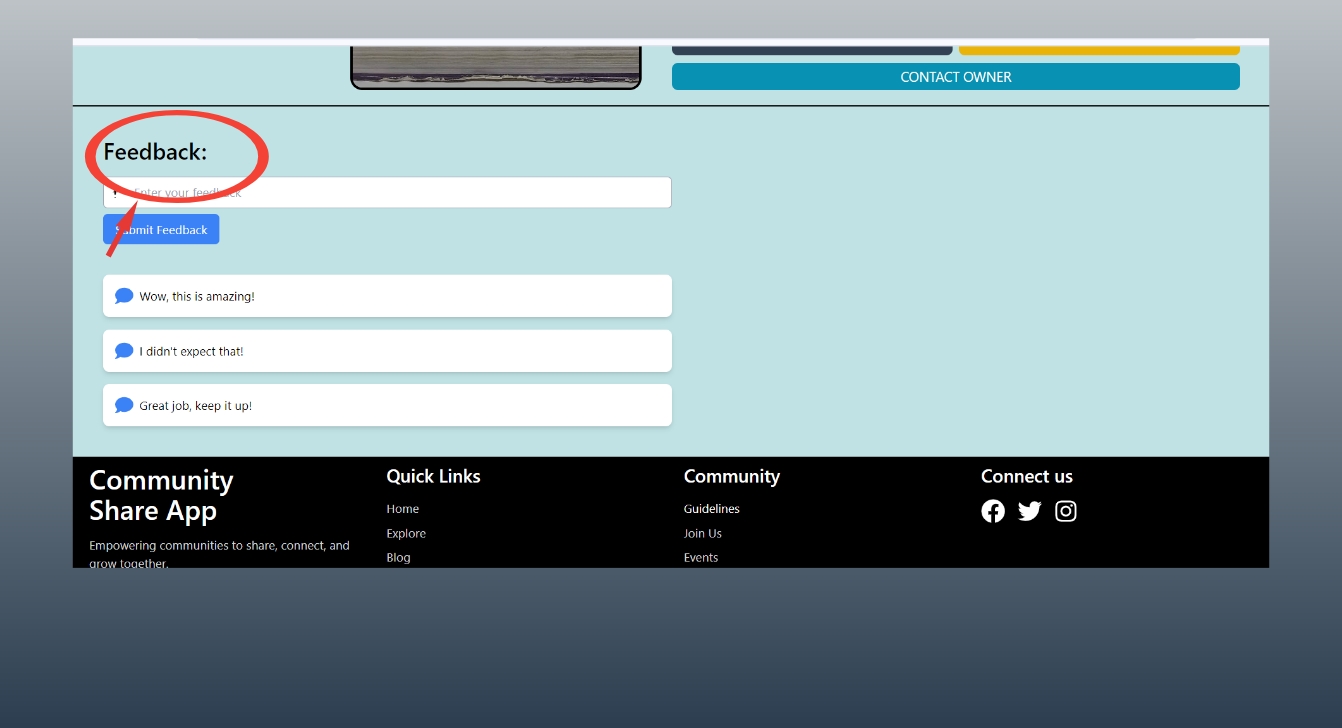 CONTACT OWNER
Feedback:
! Enter your feedback
Submit Feedback
Wow, this is amazing!
I didn't expect that!
Great job, keep it up!
Community
Share App
Empowering communities to share, connect, and
grow together.
Quick Links
Home
Explore
Blog
Community
Guidelines
Join Us
Events
Connect us